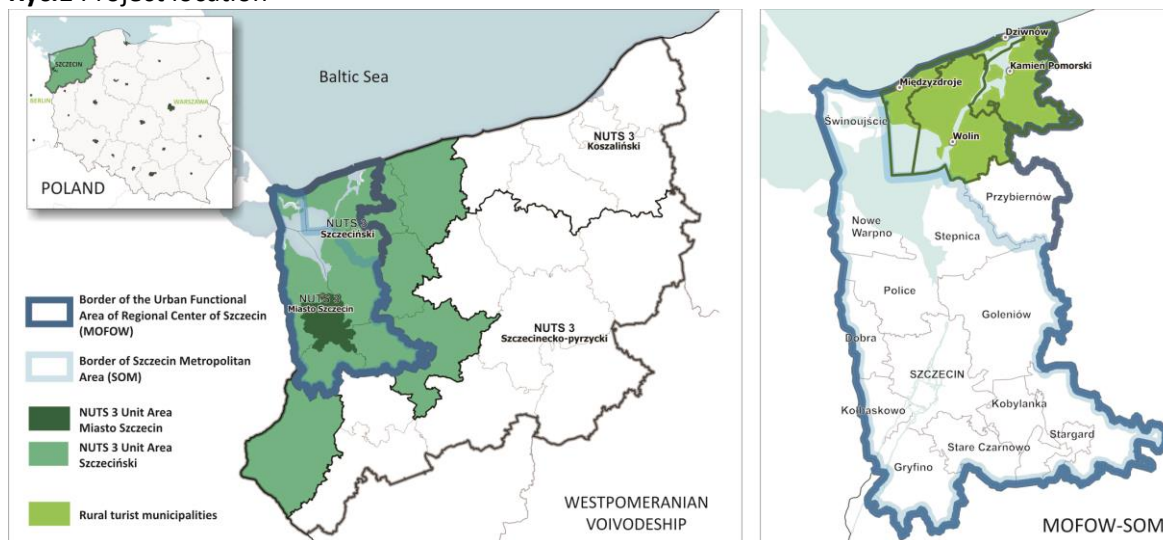 Project location
SZCZECIN
BERLIN
WARSZAWA
POLAND
Baltic Sea
NUTS 3
Koszaliński
NUTS 3
Szczeciński
NUTS 3
Miasto Szczecin
NUTS 3
Szczecinecko-pyrzycki
Border of the Urban Functional
Area of Regional Center of Szczecin
(MOFOW)
Border of Szczecin Metropolitan
Area (SOM)
NUTS 3 Unit Area
Miasto Szczecin
NUTS 3 Unit Area
Szczeciński
Rural turist municipalities
WESTPOMERANIAN
VOIVODESHIP
Dziwnów
Kamień Pomorski
Międzyzdroje
Świnoujście
Wolin
Przybiernów
Nowe
Warpno
Stepnica
Police
Goleniów
Dobra
SZCZECIN
Kołbaskowo
Kobylanka
Stargard
Stare Czarnowo
Gryfino
MOFOW-SOM